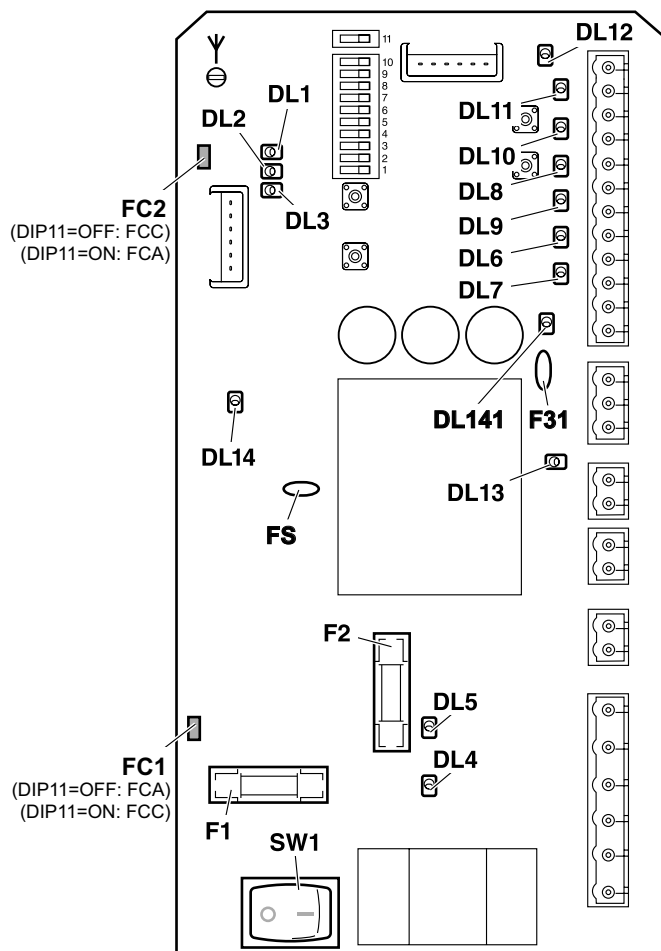 DL12
11
10
9
8
7
6
5
4
3
2
1
DL1
DL2
DL3
DL11
DL10
DL8
DL9
DL6
DL7
FC2
(DIP11=OFF: FCC)
(DIP11=ON: FCA)
DL141
F31
DL14
DL13
FS
F2
DL5
DL4
FC1
(DIP11=OFF: FCA)
(DIP11=ON: FCC)
F1
SW1